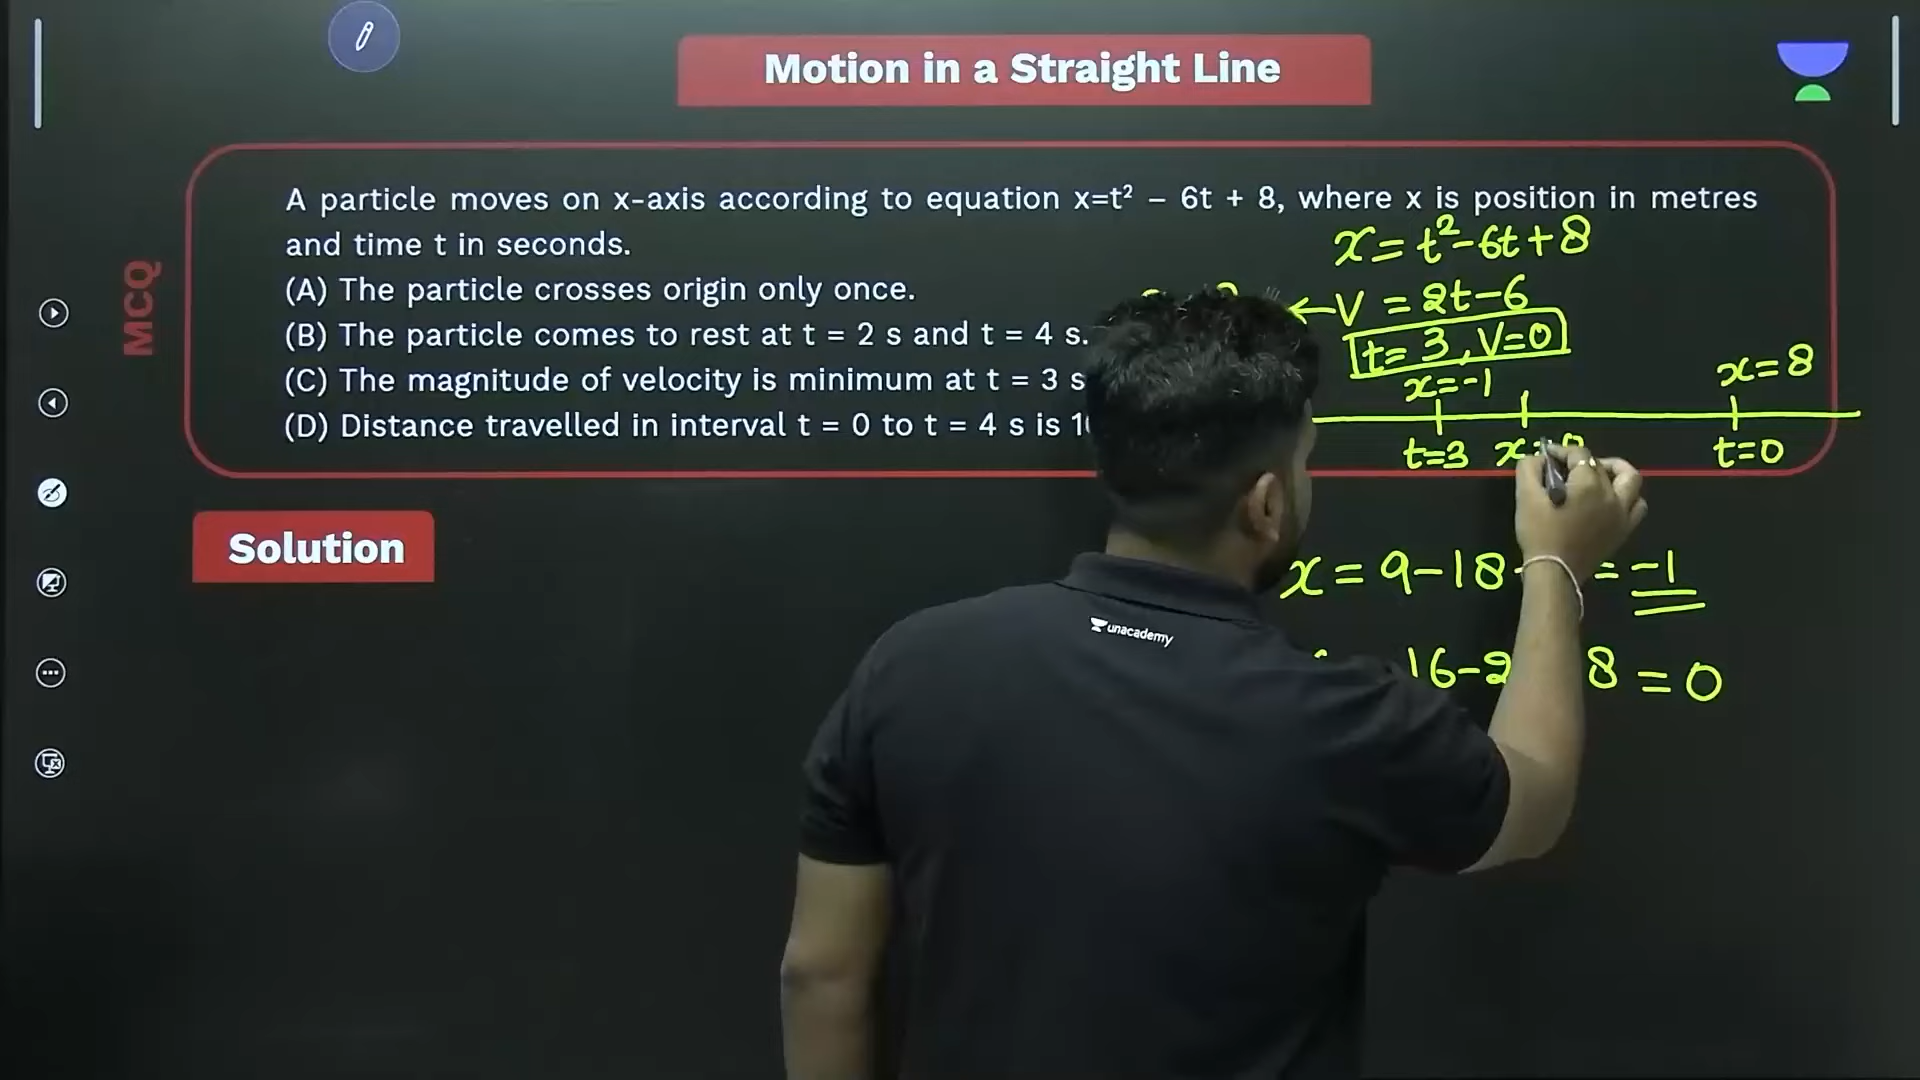 Motion in a Straight Line
MCQ
A particle moves on x-axis according to equation x=t² – 6t + 8, where x is position in metres
and time t in seconds.
(A) The particle crosses origin only once.
(B) The particle comes to rest at t = 2 s and t = 4 s.
(C) The magnitude of velocity is minimum at t = 3 s
(D) Distance travelled in interval t = 0 to t = 4 s is
x = t²-6t+8
←V = 2t-6
t= 3, V=0
x=-1
x=8
t=3
t=0
Solution
x = 9-18
= -1
unacademy
16-2
8 = 0